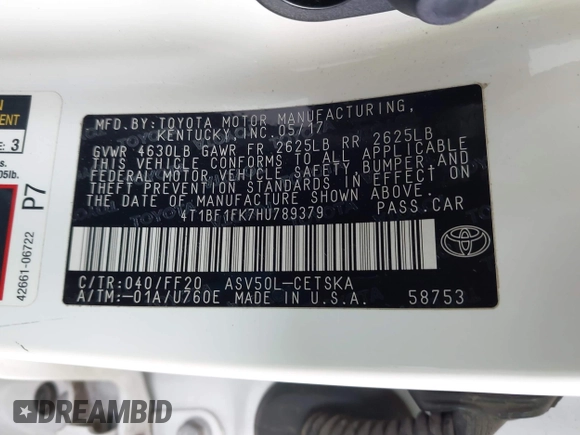 MFD. BY: TOYOTA MOTOR MANUFACTURING,
KENTUCKY, INC. 05/17
GVWR 4630LB GAWR FR 2625LB RR 2625LB
THIS VEHICLE CONFORMS TO ALL APPLICABLE
FEDERAL MOTOR VEHICLE SAFETY, BUMPER, AND
THEFT PREVENTION STANDARDS IN EFFECT ON
THE DATE OF MANUFACTURE SHOWN ABOVE.
4T1BF1FK7HU789379 PASS. CAR
C/TR: 040/FF20 ASV50L-CETSKA
A/TM: -01A/U760E MADE IN U.S.A. 58753
TOYOTA
E: 3
s.
05lb.
P7
42661-06722
DREAMBID